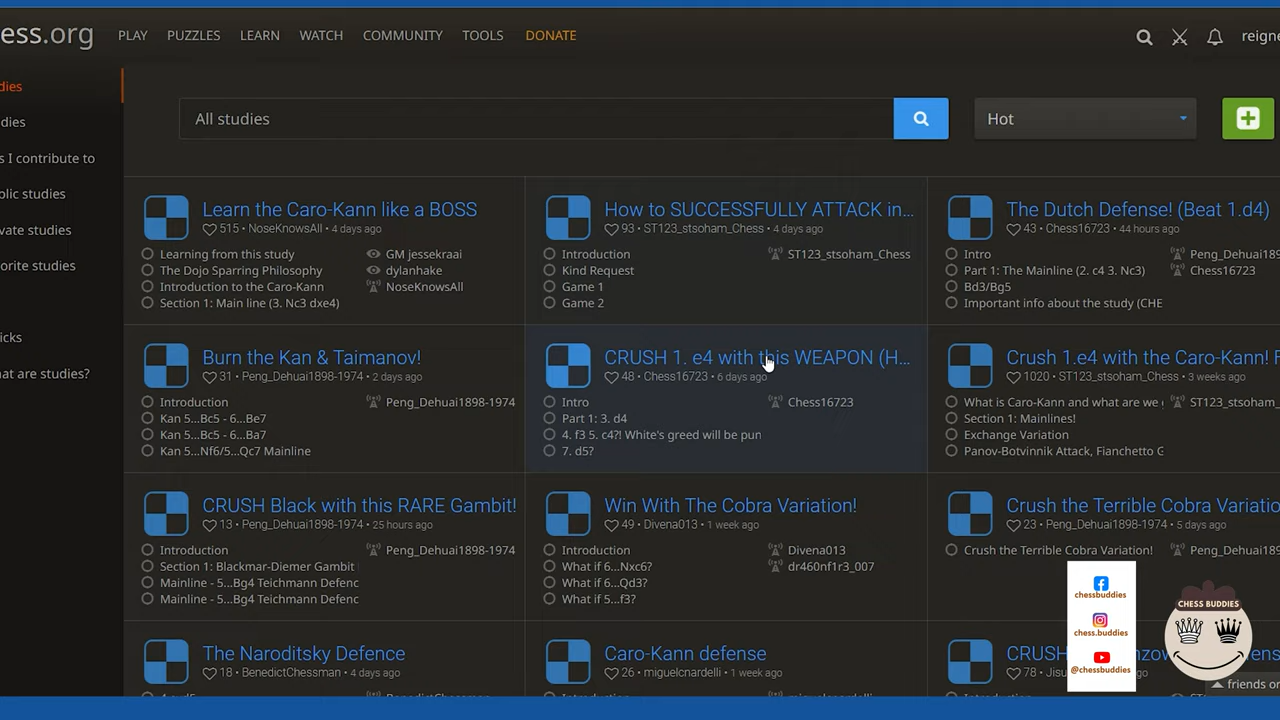 ess.org
PLAY PUZZLES LEARN WATCH COMMUNITY TOOLS DONATE
reigne
dies
dies
s I contribute to
olic studies
vate studies
orite studies
icks
hat are studies?
All studies
Hot
Learn the Caro-Kann like a BOSS
515 • NoseKnowsAll • 4 days ago
Learning from this study
GM jessekrai
The Dojo Sparring Philosophy
dylanhake
Introduction to the Caro-Kann
NoseKnowsAll
Section 1: Main line (3. Nc3 dxe4)
How to SUCCESSFULLY ATTACK in...
93 • ST123_stsoham_Chess • 4 days ago
Introduction
ST123_stsoham_Chess
Kind Request
Game 1
Game 2
The Dutch Defense! (Beat 1.d4)
43 • Chess16723 • 44 hours ago
Intro
Peng_Dehuai189
Part 1: The Mainline (2. c4 3. Nc3)
Chess16723
Bd3/Bg5
Important info about the study (CHE
Burn the Kan & Taimanov!
31 • Peng_Dehuai1898-1974 • 2 days ago
Introduction
Peng_Dehuai1898-1974
Kan 5...Bc5 - 6...Be7
Kan 5...Bc5 - 6...Ba7
Kan 5...Nf6/5...Qc7 Mainline
CRUSH 1. e4 with this WEAPON (H...
48 • Chess16723 • 6 days ago
Intro
Chess16723
Part 1: 3. d4
4. f3 5. c4?! White's greed will be pun
7. d5?
Crush 1.e4 with the Caro-Kann! F
1020 • ST123_stsoham_Chess • 3 weeks ago
What is Caro-Kann and what are we
ST123_stsoham_
Section 1: Mainlines!
Exchange Variation
Panov-Botvinnik Attack, Fianchetto G
CRUSH Black with this RARE Gambit!
13 • Peng_Dehuai1898-1974 • 25 hours ago
Introduction
Peng_Dehuai1898-1974
Section 1: Blackmar-Diemer Gambit
Mainline - 5...Bg4 Teichmann Defenc
Mainline - 5...Bg4 Teichmann Defenc
Win With The Cobra Variation!
49 • Divena013 • 1 week ago
Introduction
Divena013
What if 6...Nxc6?
dr460nf1r3_007
What if 6...Qd3?
What if 5...f3?
Crush the Terrible Cobra Variatio
23 • Peng_Dehuai1898-1974 • 5 days ago
Crush the Terrible Cobra Variation!
Peng_Dehuai189
The Naroditsky Defence
18 • BenedictChessman • 4 days ago
Caro-Kann defense
26 • miguelcnardelli • 1 week ago
CRUSH
78 • Jisu
chessbuddies
chess.buddies
@chessbuddies
CHESS BUDDIES
friends on